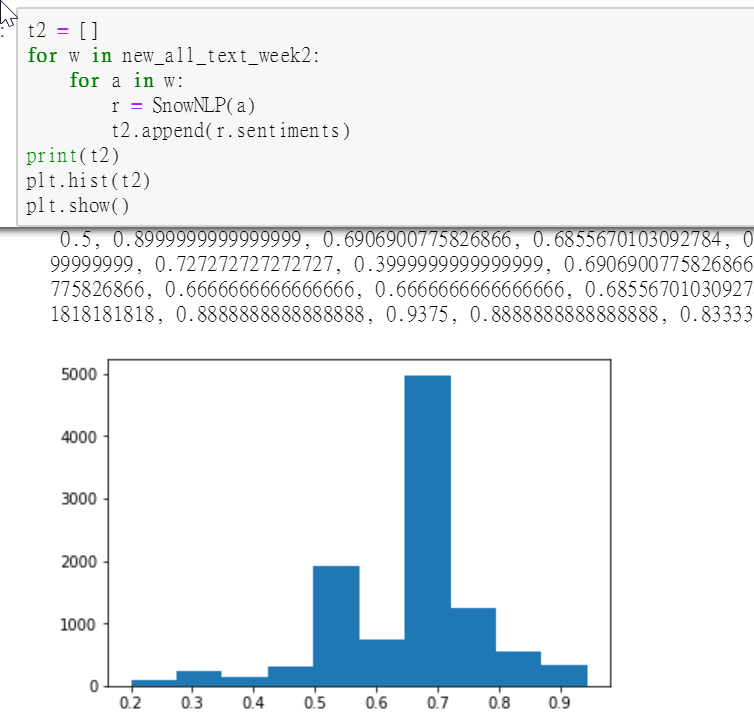 :
t2 = []
for w in new_all_text_week2:
    for a in w:
        r = SnowNLP(a)
        t2.append(r.sentiments)
print(t2)
plt.hist(t2)
plt.show()
0.5, 0.8999999999999999, 0.6906900775826866, 0.6855670103092784, 0
99999999, 0.727272727272727, 0.3999999999999999, 0.6906900775826866
775826866, 0.6666666666666666, 0.6666666666666666, 0.68556701030927
1818181818, 0.8888888888888888, 0.9375, 0.8888888888888888, 0.83333
5000
4000
3000
2000
1000
0
0.2 0.3 0.4 0.5 0.6 0.7 0.8 0.9